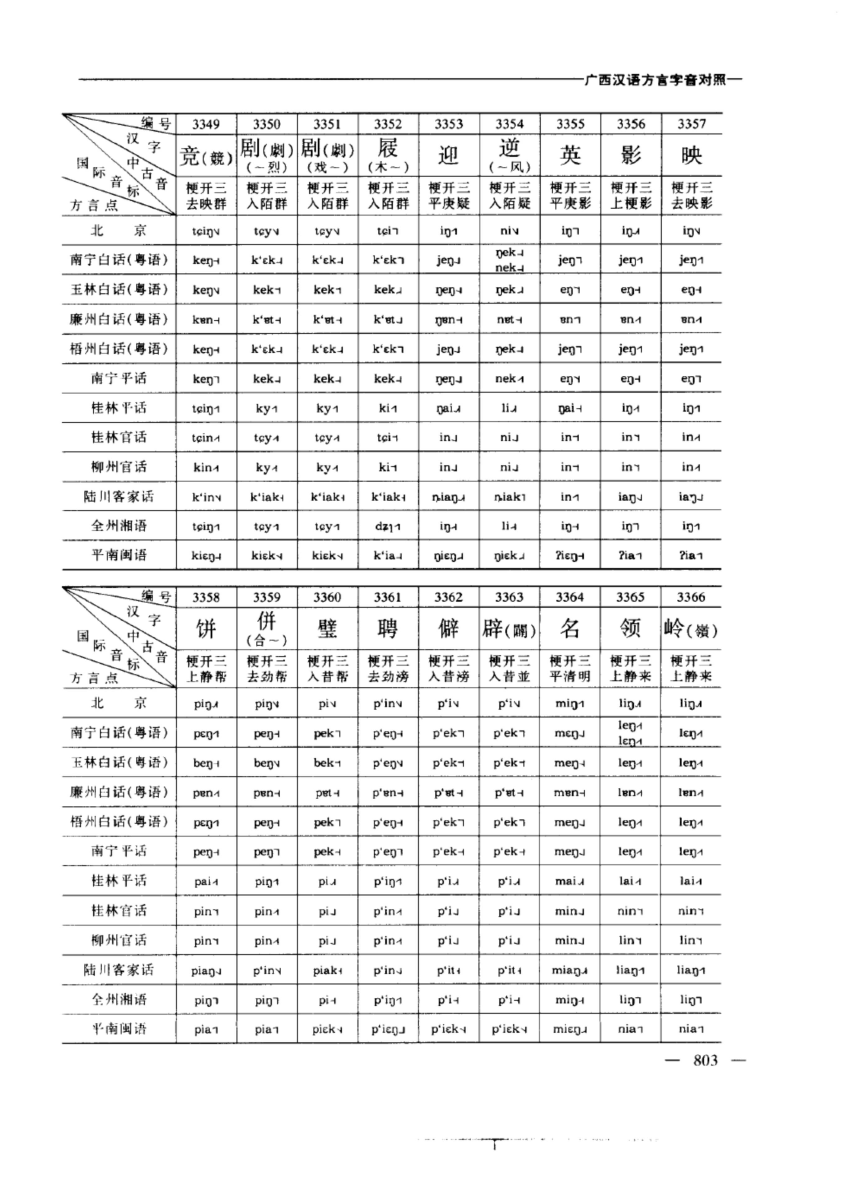 广西汉语方言字音对照
编号 3349 3350 3351 3352 3353 3354 3355 3356 3357
汉字 竞(競) 剧(劇)(~烈) 剧(劇)(戏~) 屐(木~) 迎 逆(~风) 英 影 映
国际音标 中古音 梗开三 梗开三 梗开三 梗开三 梗开三 梗开三 梗开三 梗开三 梗开三
方言点 去映群 入陌群 入陌群 入陌群 平庚疑 入陌疑 平庚影 上梗影 去映影
北京 tɕiŋ tɕy tɕy tɕi iŋ ni iŋ iŋ iŋ
南宁白话(粤语) keŋ k‘ɛk k‘ɛk k‘ɛk jeŋ ŋek nek jeŋ jeŋ jeŋ
玉林白话(粤语) keŋ kek kek kek ŋeŋ ŋek eŋ eŋ eŋ
廉州白话(粤语) kɐn k‘ɐt k‘ɐt k‘ɐt ŋɐn nɐt ɐn ɐn ɐn
梧州白话(粤语) keŋ k‘ɛk k‘ɛk k‘ɛk jeŋ ŋek jeŋ jeŋ jeŋ
南宁平话 keŋ kek kek kek ŋeŋ nek eŋ eŋ eŋ
桂林平话 tɕiŋ ky ky ki ŋai li ŋai iŋ iŋ
桂林官话 tɕin tɕy tɕy tɕi in ni in in in
柳州官话 kin ky ky ki in ni in in in
陆川客家话 k‘in k‘iak k‘iak k‘iak ȵiaŋ ȵiak in iaŋ iaŋ
全州湘语 tɕiŋ tɕy tɕy dʐʅ iŋ li iŋ iŋ iŋ
平南闽语 kiɛŋ kiɛk kiɛk k‘ia ŋiɛŋ ŋiɛk ʔiɛŋ ʔia ʔia
编号 3358 3359 3360 3361 3362 3363 3364 3365 3366
汉字 饼 併(合~) 璧 聘 僻 辟(闢) 名 领 岭(嶺)
国际音标 中古音 梗开三 梗开三 梗开三 梗开三 梗开三 梗开三 梗开三 梗开三 梗开三
方言点 上静帮 去劲帮 入昔帮 去劲滂 入昔滂 入昔並 平清明 上静来 上静来
北京 piŋ piŋ pi p‘in p‘i p‘i miŋ liŋ liŋ
南宁白话(粤语) pɛŋ peŋ pek p‘eŋ p‘ek p‘ek mɛŋ leŋ lɛŋ lɛŋ
玉林白话(粤语) beŋ beŋ bek p‘eŋ p‘ek p‘ek meŋ leŋ leŋ
廉州白话(粤语) pɐn pɐn pɐt p‘ɐn p‘ɐt p‘ɐt mɐn lɐn lɐn
梧州白话(粤语) pɛŋ peŋ pek p‘eŋ p‘ek p‘ek meŋ leŋ leŋ
南宁平话 peŋ peŋ pek p‘eŋ p‘ek p‘ek meŋ leŋ leŋ
桂林平话 pai piŋ pi p‘iŋ p‘i p‘i mai lai lai
桂林官话 pin pin pi p‘in p‘i p‘i min nin nin
柳州官话 pin pin pi p‘in p‘i p‘i min lin lin
陆川客家话 piaŋ p‘in piak p‘in p‘it p‘it miaŋ liaŋ liaŋ
全州湘语 piŋ piŋ pi p‘iŋ p‘i p‘i miŋ liŋ liŋ
平南闽语 pia pia piɛk p‘iɛŋ p‘iɛk p‘iɛk miɛŋ nia nia
— 803 —